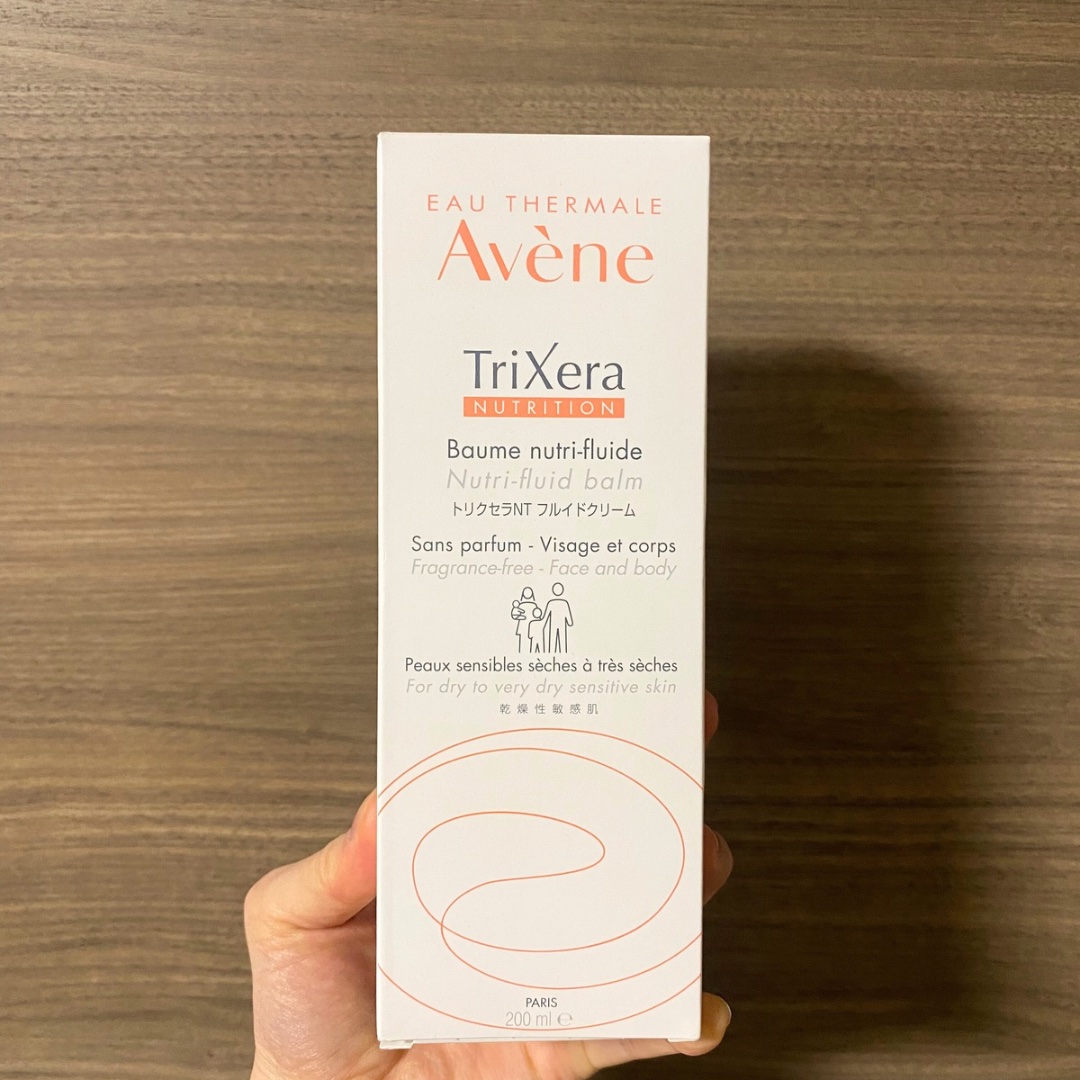 EAU THERMALE
Avène
TriXera
NUTRITION
Baume nutri-fluide
Nutri-fluid balm
トリクセラNT フルイドクリーム
Sans parfum - Visage et corps
Fragrance-free - Face and body
Peaux sensibles sèches à très sèches
For dry to very dry sensitive skin
乾燥性敏感肌
PARIS
200 ml ℮